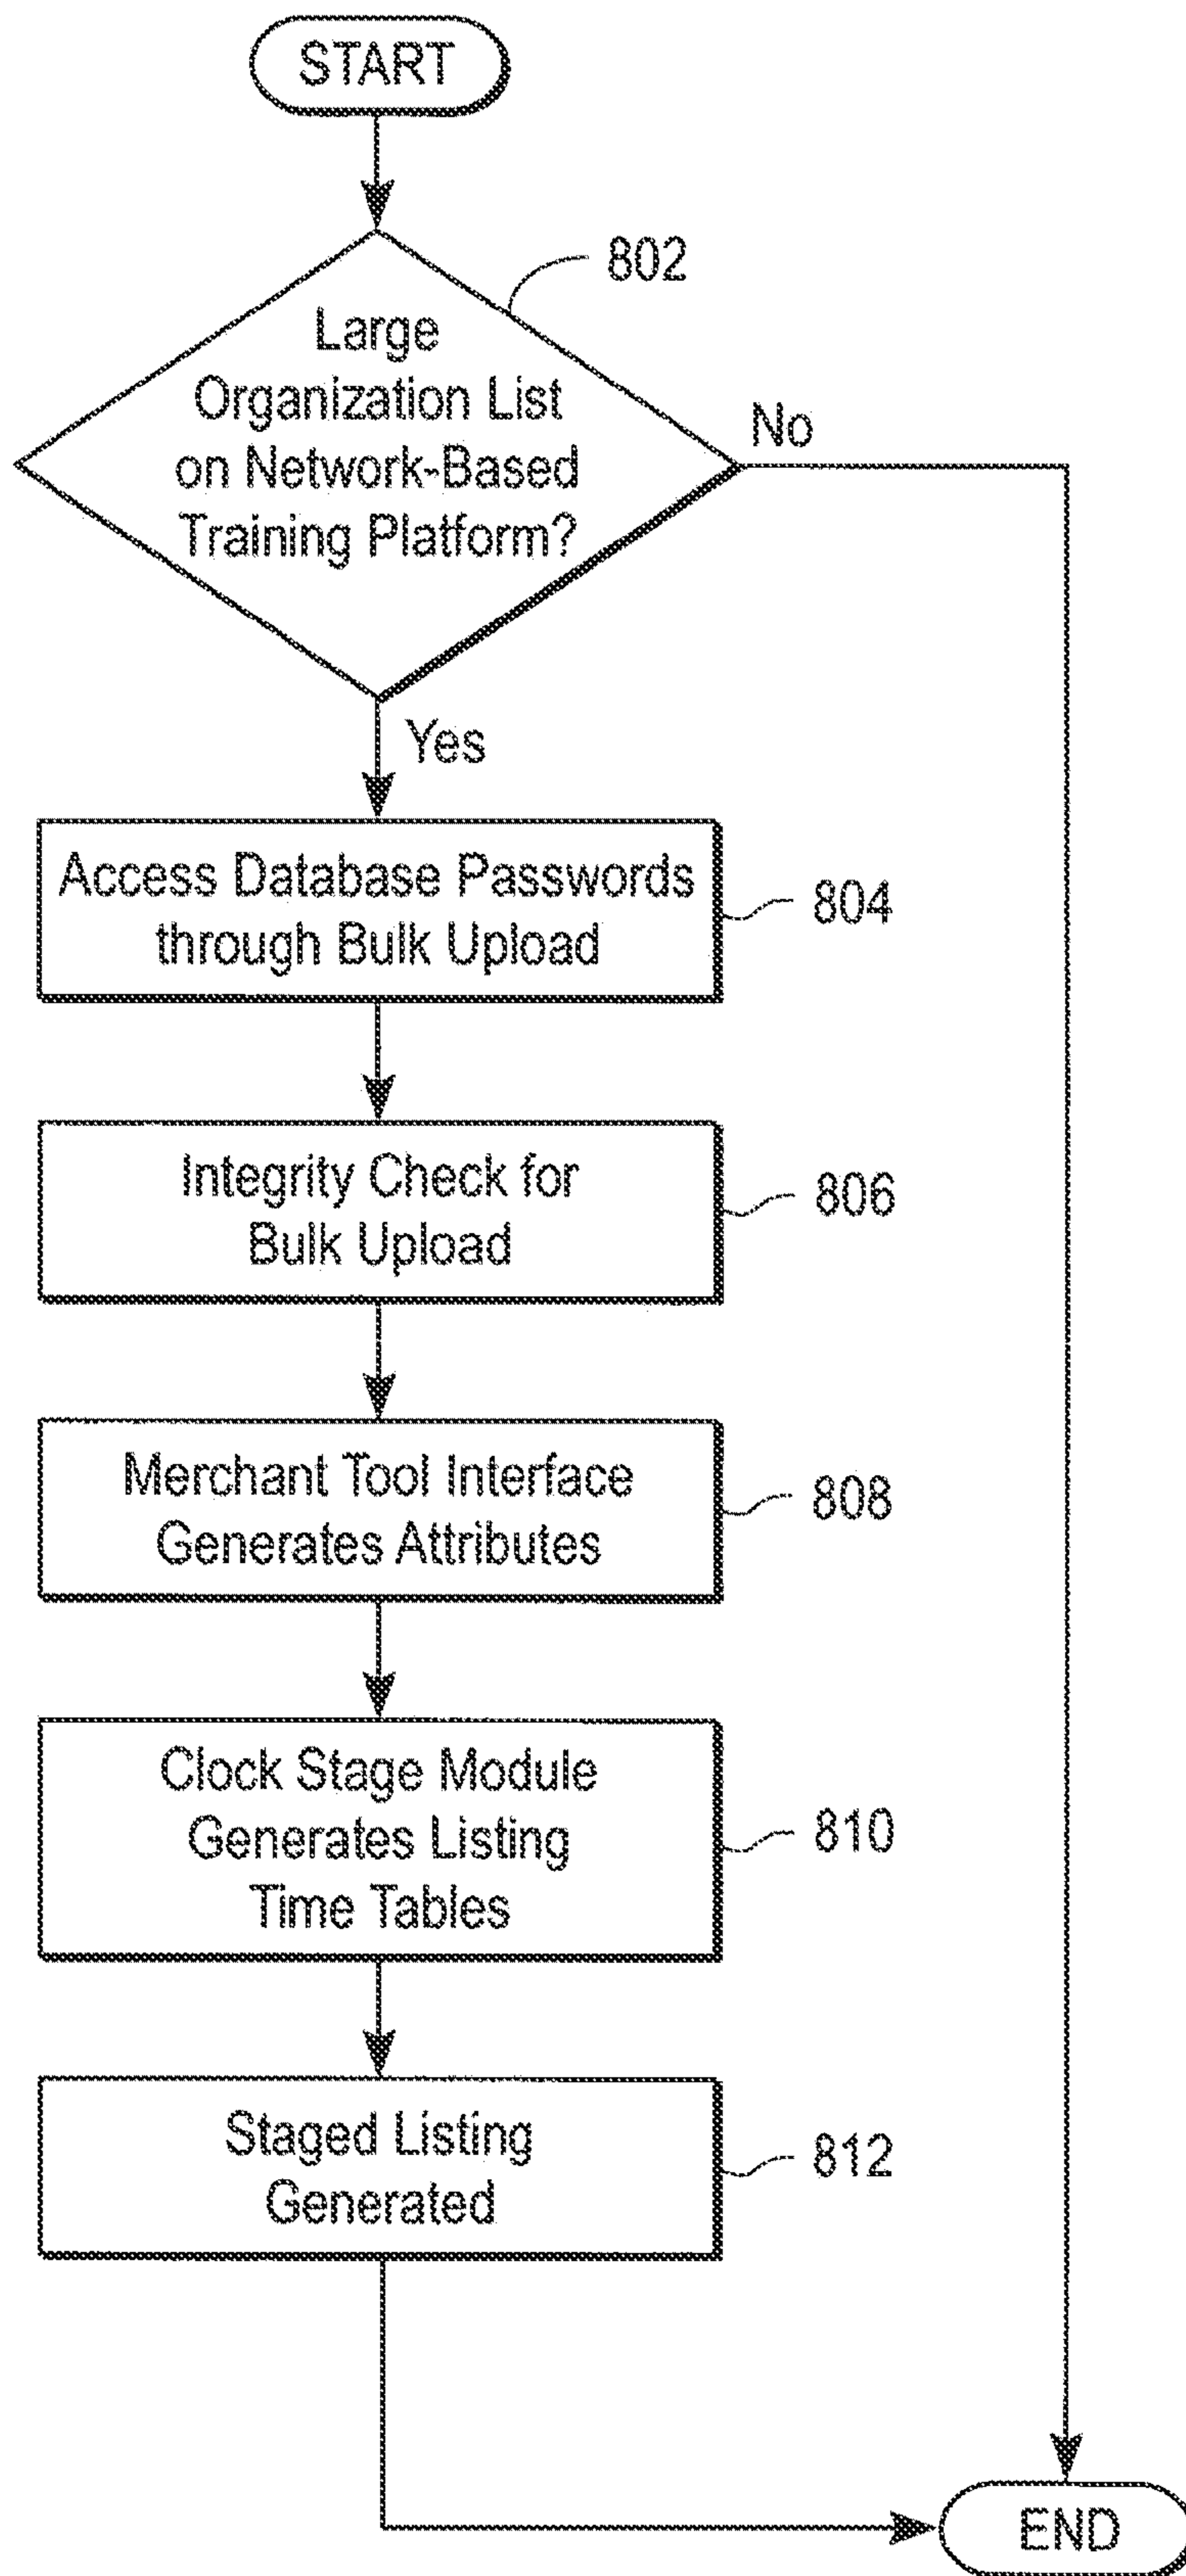 START
802
Large
Organization List
on Network-Based
Training Platform?
No
Yes
Access Database Passwords
through Bulk Upload
804
Integrity Check for
Bulk Upload
806
Merchant Tool Interface
Generates Attributes
808
Clock Stage Module
Generates Listing
Time Tables
810
Staged Listing
Generated
812
END